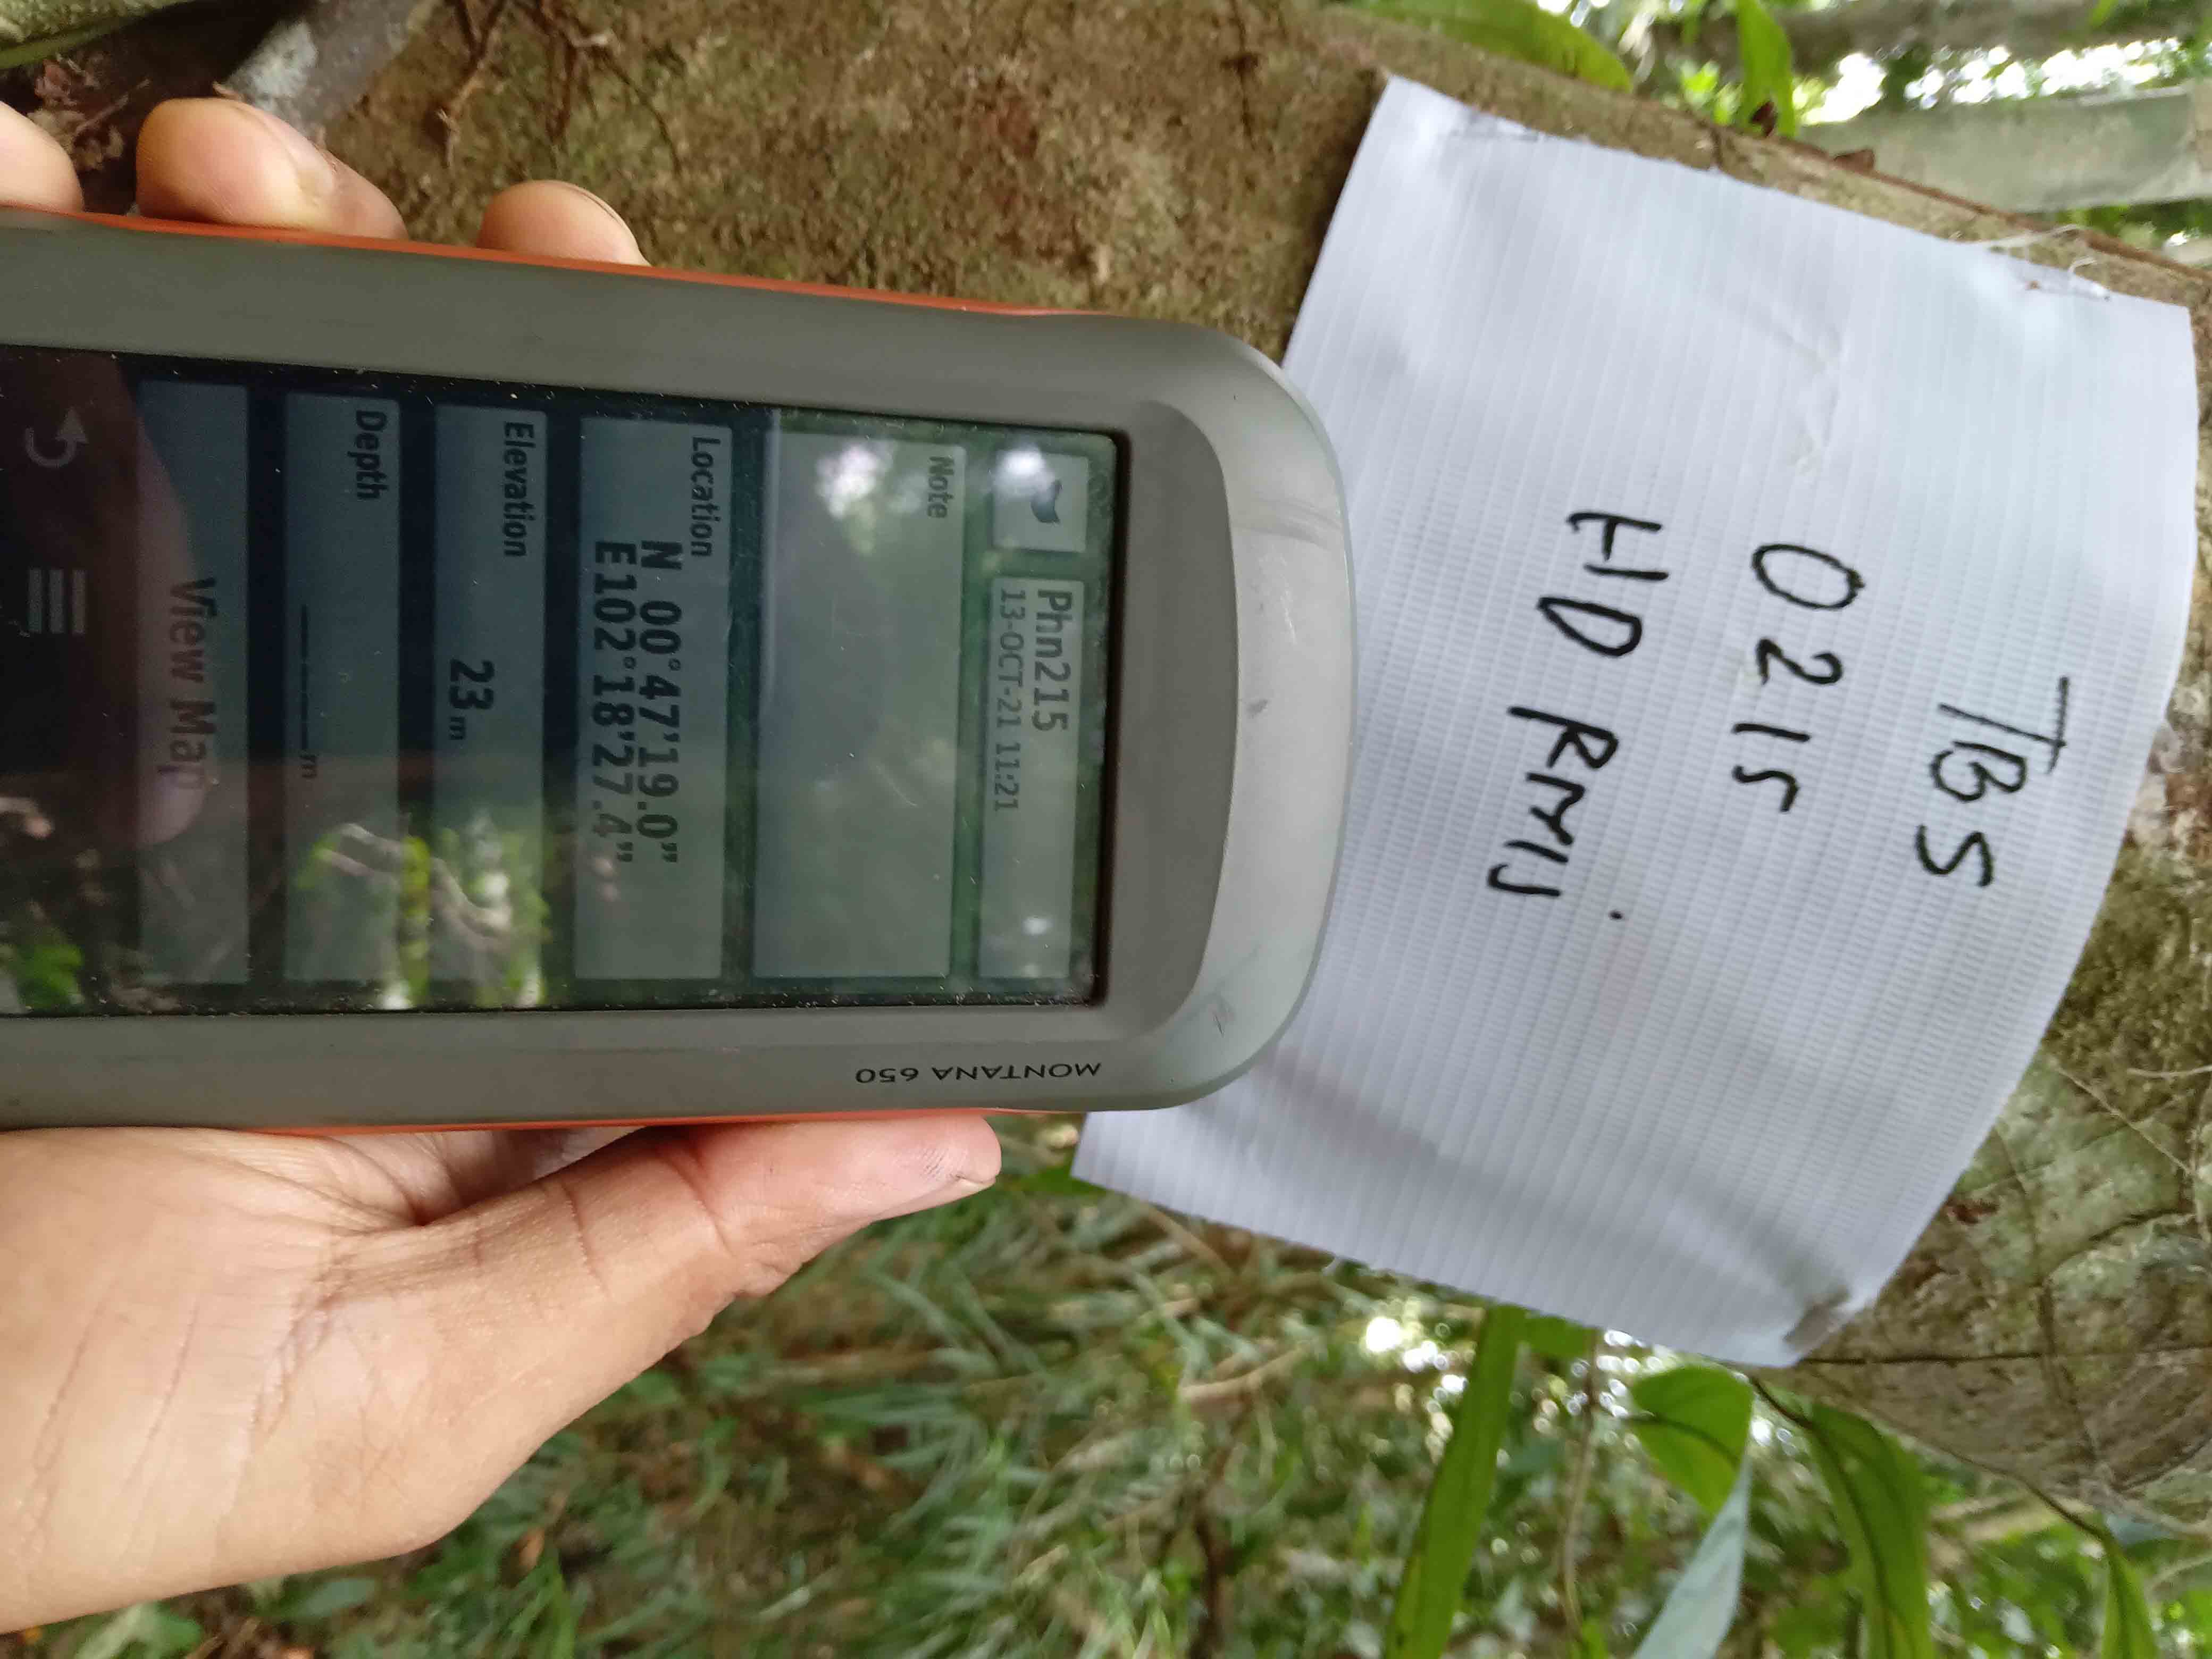 TBS
0215
HD RMIj
MONTANA 650
Phn215
13-OCT-21 11:21
Note
Location
N 00°47'19.0"
E102°18'27.4"
Elevation
23m
Depth
_____m
View Map